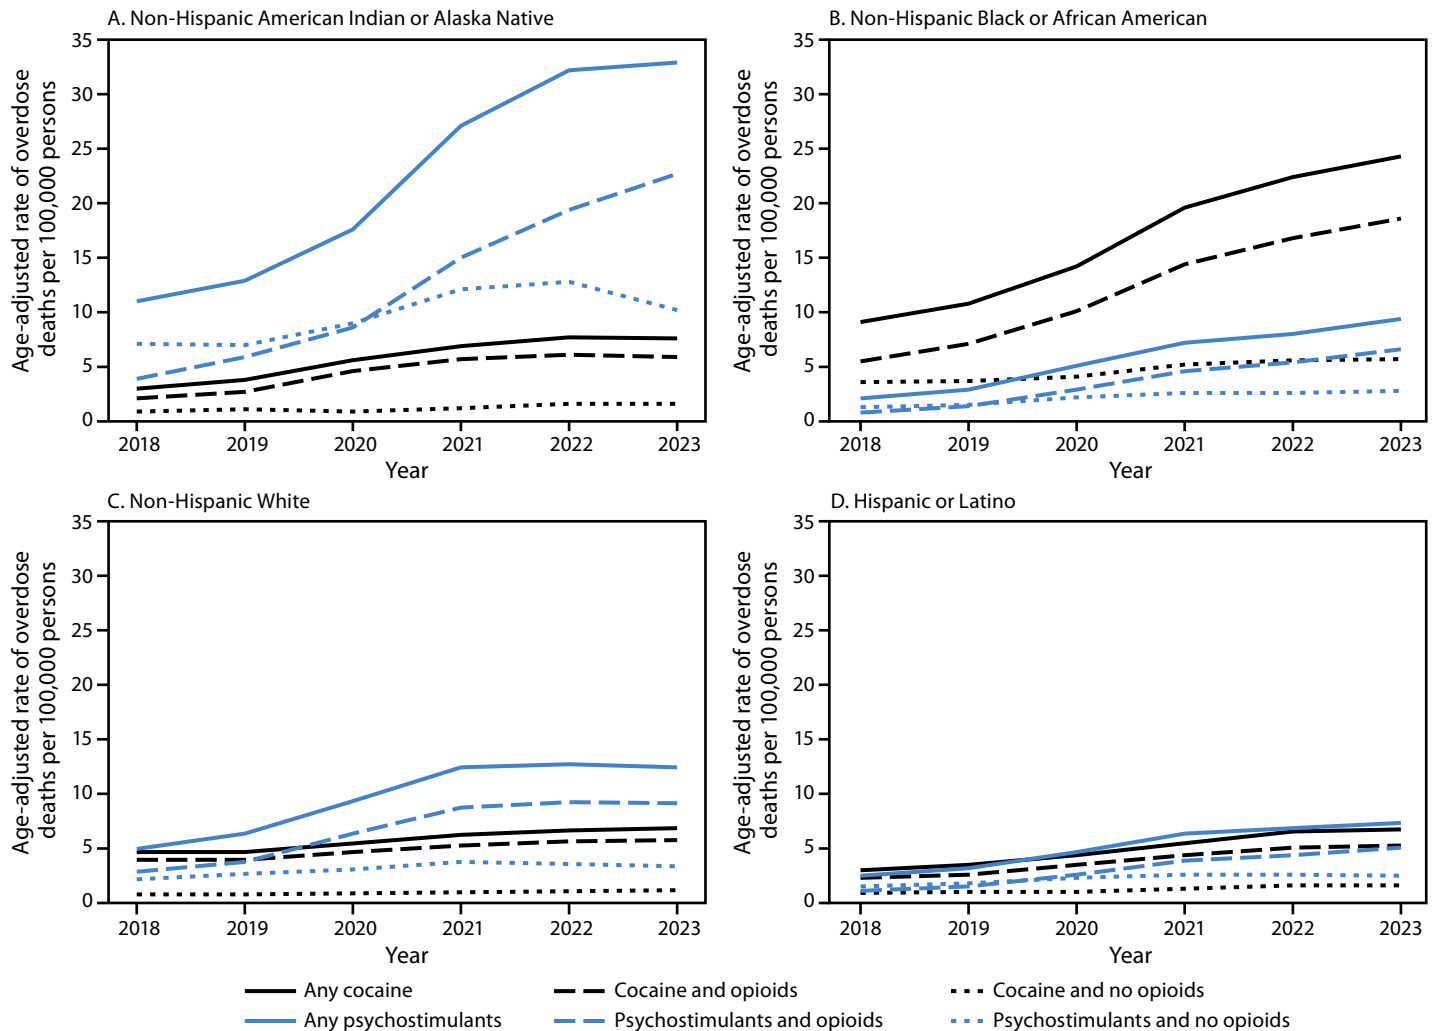 A. Non-Hispanic American Indian or Alaska Native
Age-adjusted rate of overdose
deaths per 100,000 persons
35
30
25
20
15
10
5
0
2018 2019 2020 2021 2022 2023
Year
B. Non-Hispanic Black or African American
Age-adjusted rate of overdose
deaths per 100,000 persons
35
30
25
20
15
10
5
0
2018 2019 2020 2021 2022 2023
Year
C. Non-Hispanic White
Age-adjusted rate of overdose
deaths per 100,000 persons
35
30
25
20
15
10
5
0
2018 2019 2020 2021 2022 2023
Year
D. Hispanic or Latino
Age-adjusted rate of overdose
deaths per 100,000 persons
35
30
25
20
15
10
5
0
2018 2019 2020 2021 2022 2023
Year
Any cocaine
Cocaine and opioids
Cocaine and no opioids
Any psychostimulants
Psychostimulants and opioids
Psychostimulants and no opioids